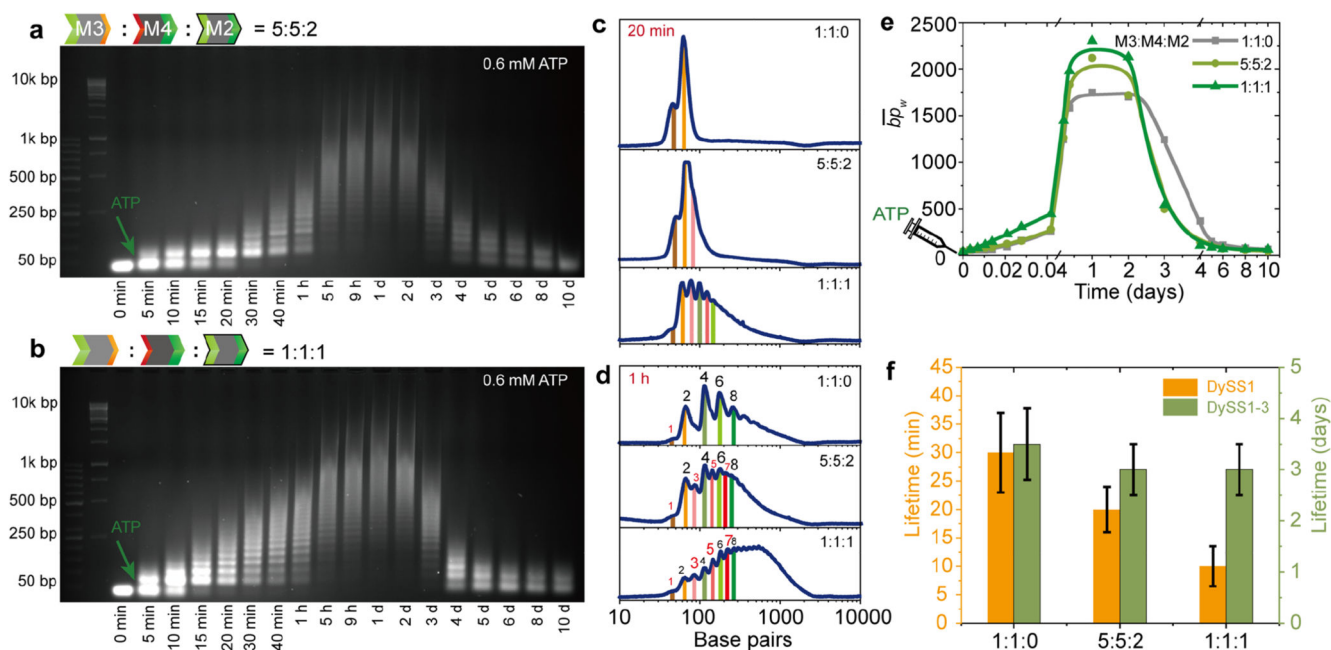 a
M3 : M4 : M2 = 5:5:2
0.6 mM ATP
10k bp
1k bp
500 bp
250 bp
50 bp
ATP
0 min 5 min 10 min 15 min 20 min 30 min 40 min 1 h 5 h 9 h 1 d 2 d 3 d 4 d 5 d 6 d 8 d 10 d
b
: : = 1:1:1
0.6 mM ATP
10k bp
1k bp
500 bp
250 bp
50 bp
ATP
0 min 5 min 10 min 15 min 20 min 30 min 40 min 1 h 5 h 9 h 1 d 2 d 3 d 4 d 5 d 6 d 8 d 10 d
c
20 min
1:1:0
5:5:2
1:1:1
10 100 1000 10000
d
1 h
1:1:0
1 2 4 6 8
5:5:2
1 2 3 4 5 6 7 8
1:1:1
1 2 3 4 5 6 7 8
10 100 1000 10000
Base pairs
e
2500
2000
1750
1500
1250
500
250
0
bpw
M3:M4:M2
1:1:0
5:5:2
1:1:1
ATP
0 0.02 0.04 1 2 3 4 6 8 10
Time (days)
f
DySS1
DySS1-3
Lifetime (min)
45
40
35
30
25
20
15
10
5
0
Lifetime (days)
5
4
3
2
1
0
1:1:0 5:5:2 1:1:1